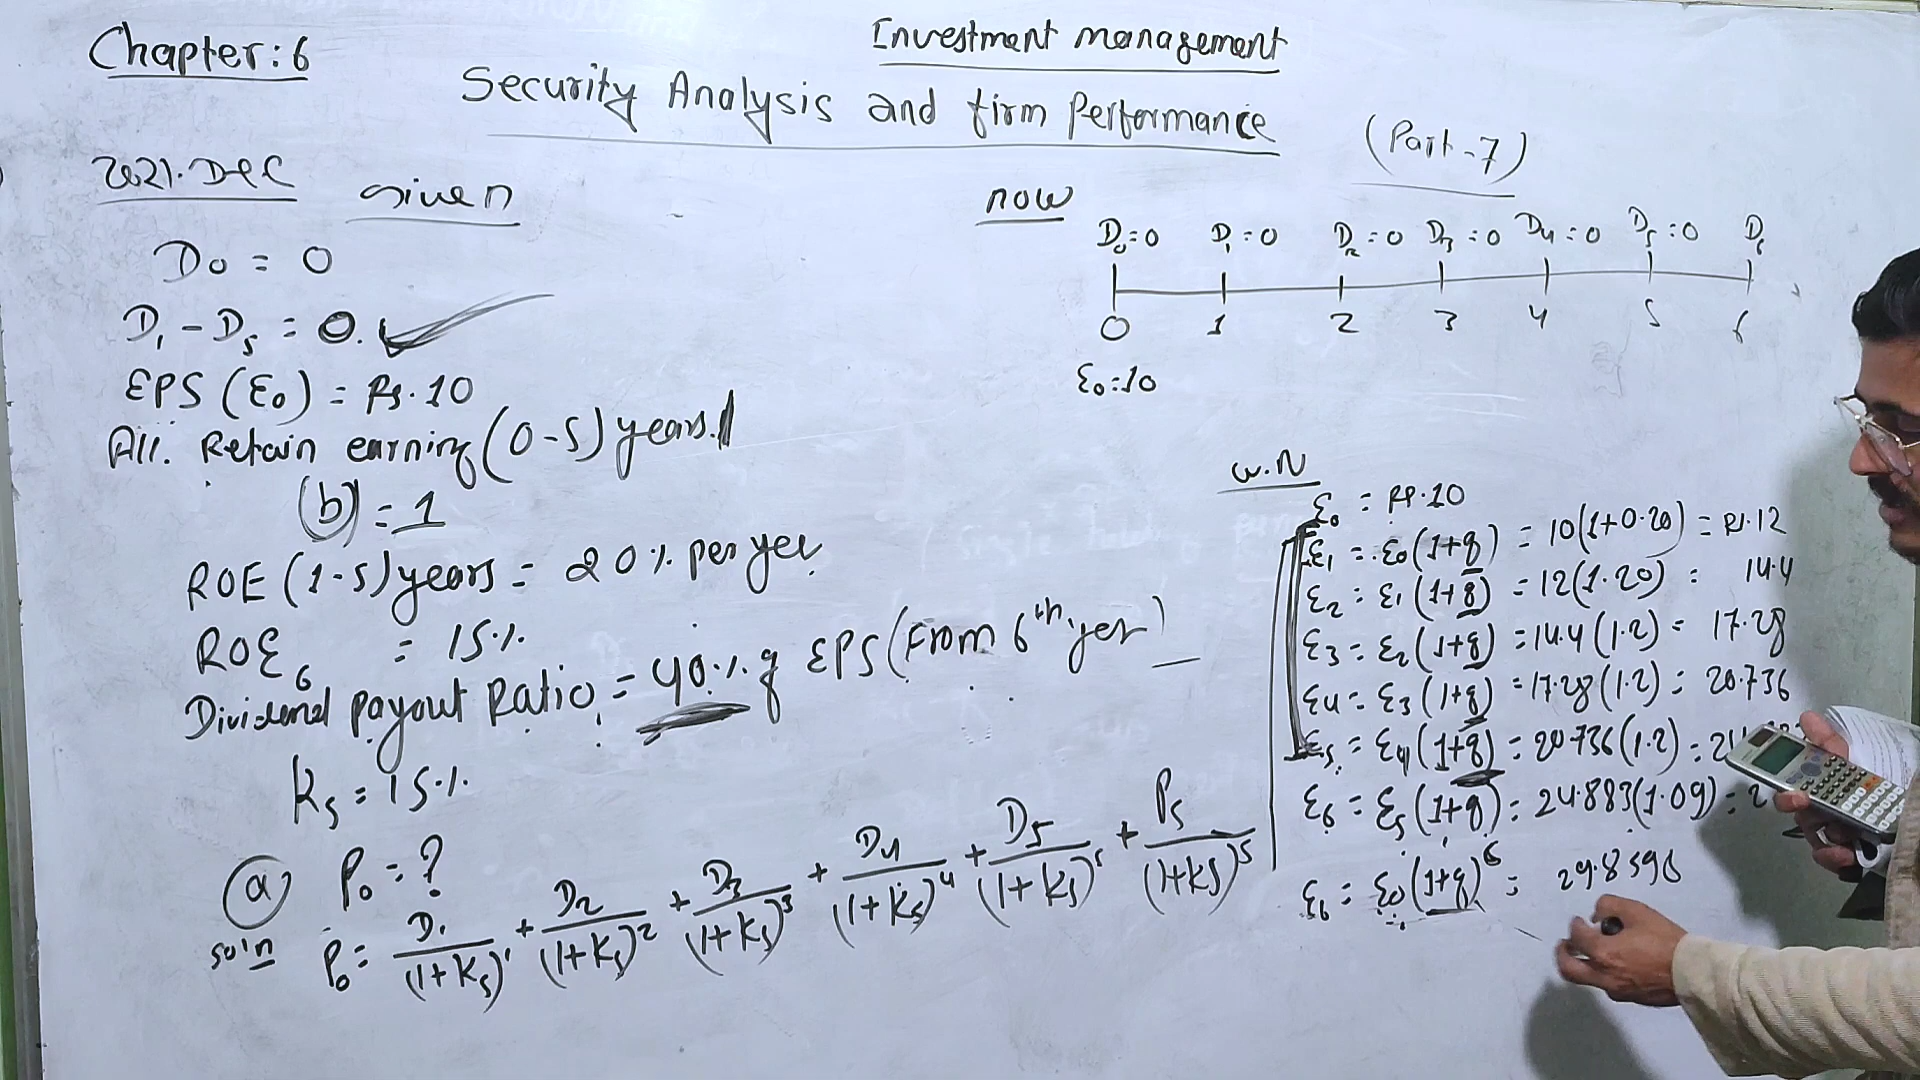 Chapter:6
Investment management
Security Analysis and firm Performance
(Part-7)
2021.Dec given
D0 = 0
D1 - D5 = 0.
EPS (E0) = Rs.10
All. Retain earning (0-5) years.
(b) = 1
ROE (1-5) years = 20% per yer
ROE6 = 15%
Dividend payout Ratio = 40% of EPS (From 6th yer)
Ks = 15%
(a) P0 = ?
so'n P0 = D1/(1+Ks)^1 + D2/(1+Ks)^2 + D3/(1+Ks)^3 + D4/(1+Ks)^4 + D5/(1+Ks)^5 + P5/(1+Ks)^5
now
D0=0 D1=0 D2=0 D3=0 D4=0 D5=0 D6
0 1 2 3 4 5 6
E0=10
W.N
E0 = Rs.10
E1 = E0(1+g) = 10(1+0.20) = Rs.12
E2 = E1(1+g) = 12(1.20) = 14.4
E3 = E2(1+g) = 14.4(1.2) = 17.28
E4 = E3(1+g) = 17.28(1.2) = 20.736
E5 = E4(1+g) = 20.736(1.2) =
E6 = E5(1+g) = 24.883(1.09) =
E6 = E0(1+g)^6 = 29.8598